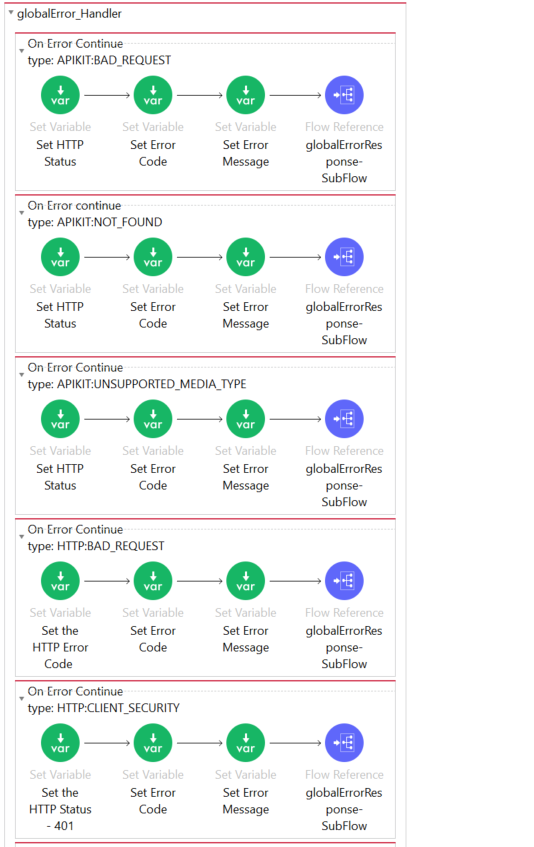 globalError_Handler
On Error Continue
type: APIKIT:BAD_REQUEST
var var var
Set Variable Set Variable Set Variable Flow Reference
Set HTTP Set Error Set Error globalErrorRes
Status Code Message ponse-
SubFlow
On Error continue
type: APIKIT:NOT_FOUND
var var var
Set Variable Set Variable Set Variable Flow Reference
Set HTTP Set Error Set Error globalErrorRes
Status Code Message ponse-
SubFlow
On Error Continue
type: APIKIT:UNSUPPORTED_MEDIA_TYPE
var var var
Set Variable Set Variable Set Variable Flow Reference
Set HTTP Set Error Set Error globalErrorRes
Status Code Message ponse-
SubFlow
On Error Continue
type: HTTP:BAD_REQUEST
var var var
Set Variable Set Variable Set Variable Flow Reference
Set the Set Error Set Error globalErrorRes
HTTP Error Code Message ponse-
Code SubFlow
On Error Continue
type: HTTP:CLIENT_SECURITY
var var var
Set Variable Set Variable Set Variable Flow Reference
Set the Set Error Set Error globalErrorRes
HTTP Status Code Message ponse-
- 401 SubFlow